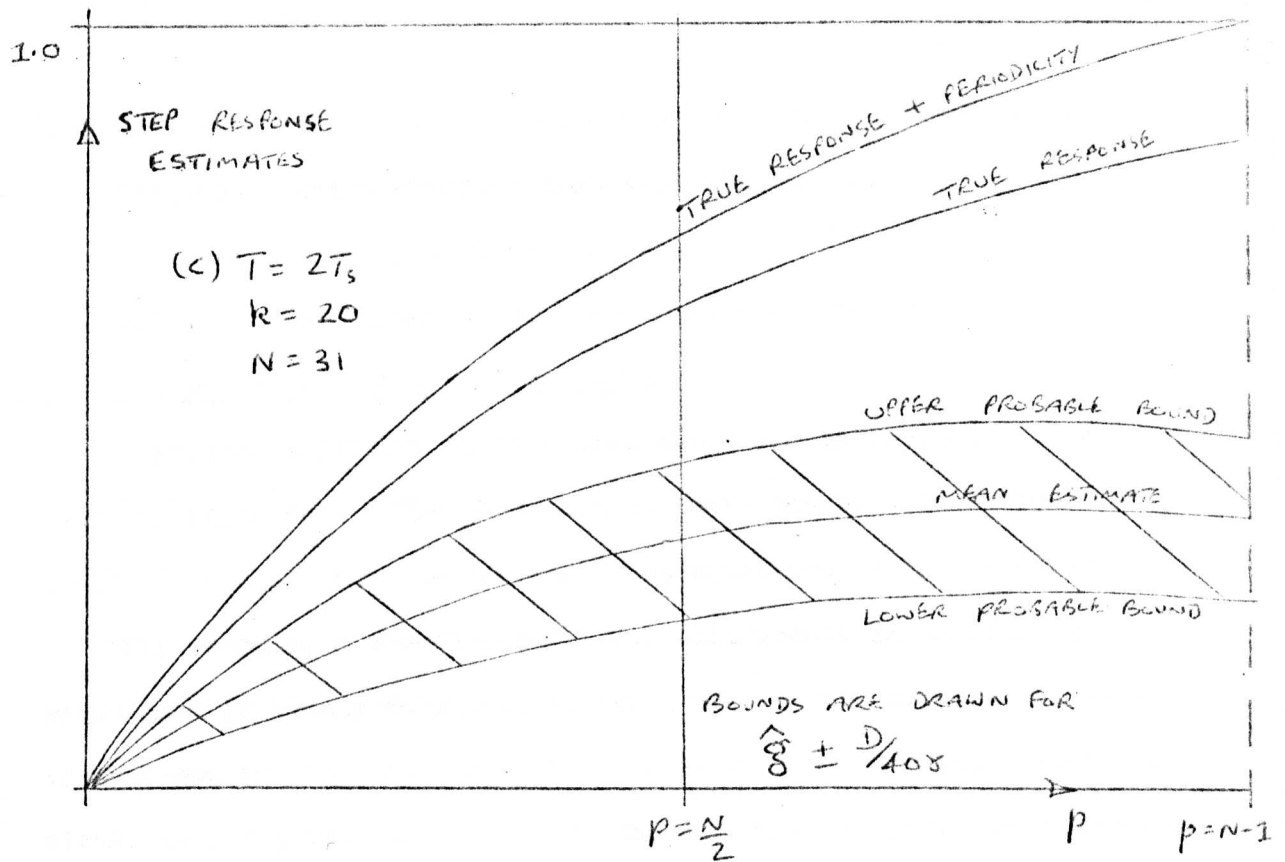 1.0
STEP RESPONSE
ESTIMATES
(c) T = 2Ts
k = 20
N = 31
TRUE RESPONSE + PERIODICITY
TRUE RESPONSE
UPPER PROBABLE BOUND
MEAN ESTIMATE
LOWER PROBABLE BOUND
BOUNDS ARE DRAWN FOR
ĝ ± D/40γ
p = N/2
p
p = N-1